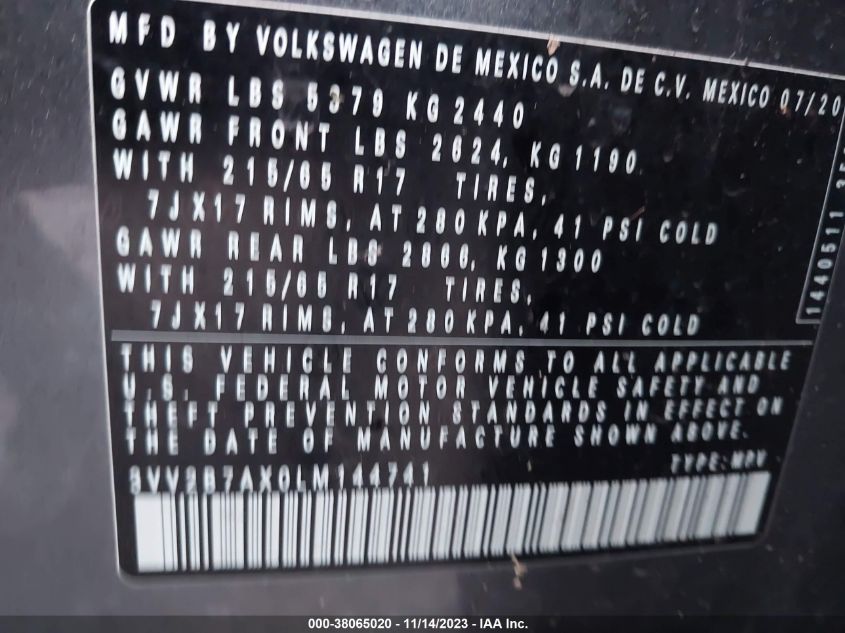 MFD BY VOLKSWAGEN DE MEXICO S.A. DE C.V. MEXICO 07/20
GVWR LBS 5379 KG 2440
GAWR FRONT LBS 2624, KG 1190
WITH 215/65 R17 TIRES,
7JX17 RIMS, AT 280 KPA, 41 PSI COLD
GAWR REAR LBS 2866, KG 1300
WITH 215/65 R17 TIRES,
7JX17 RIMS, AT 280 KPA, 41 PSI COLD
THIS VEHICLE CONFORMS TO ALL APPLICABLE
U.S. FEDERAL MOTOR VEHICLE SAFETY AND
THEFT PREVENTION STANDARDS IN EFFECT ON
THE DATE OF MANUFACTURE SHOWN ABOVE.
3VV2B7AX0LM144741 TYPE: MPV
1440511
000-38065020 - 11/14/2023 - IAA Inc.